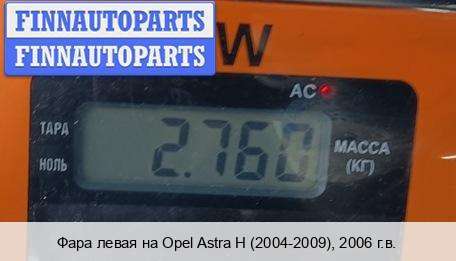 FINNAUTOPARTS
FINNAUTOPARTS
W
AC
ТАРА
НОЛЬ
2.760
МАССА
(КГ)
Фара левая на Opel Astra H (2004-2009), 2006 г.в.